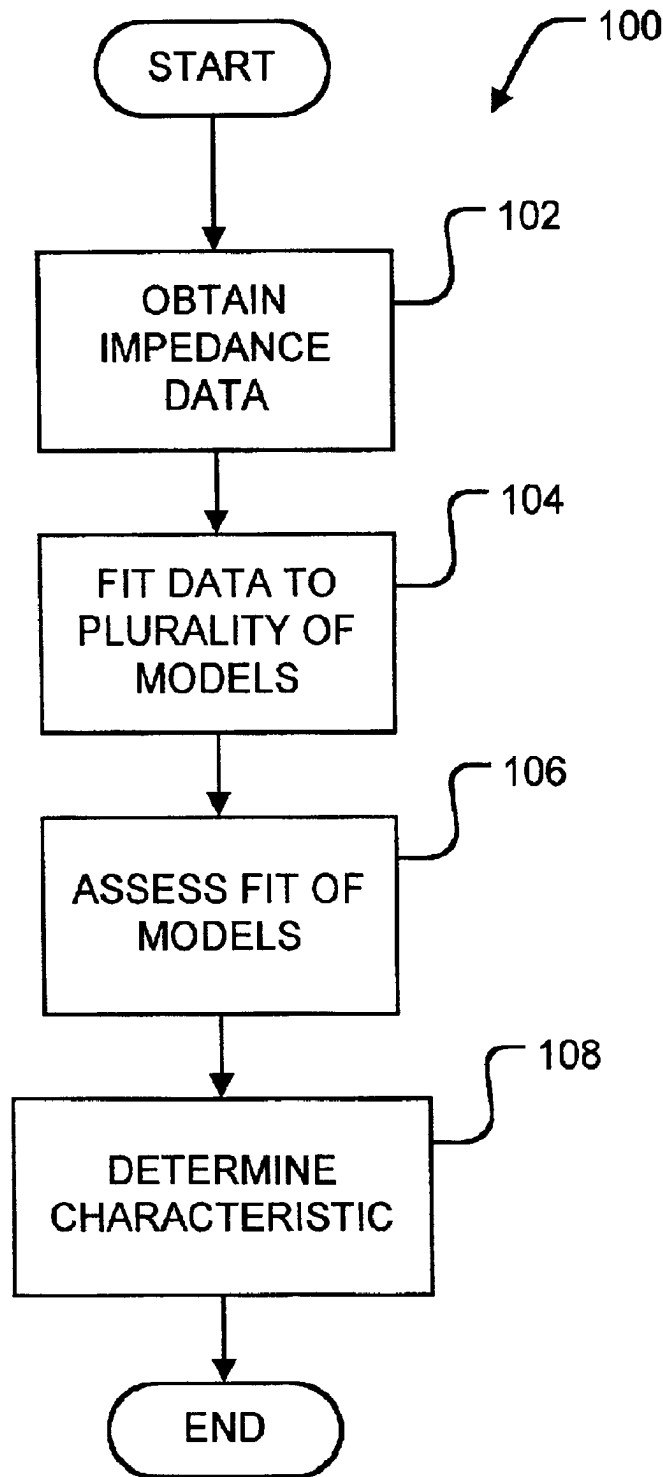 START
100
102
OBTAIN
IMPEDANCE
DATA
104
FIT DATA TO
PLURALITY OF
MODELS
106
ASSESS FIT OF
MODELS
108
DETERMINE
CHARACTERISTIC
END